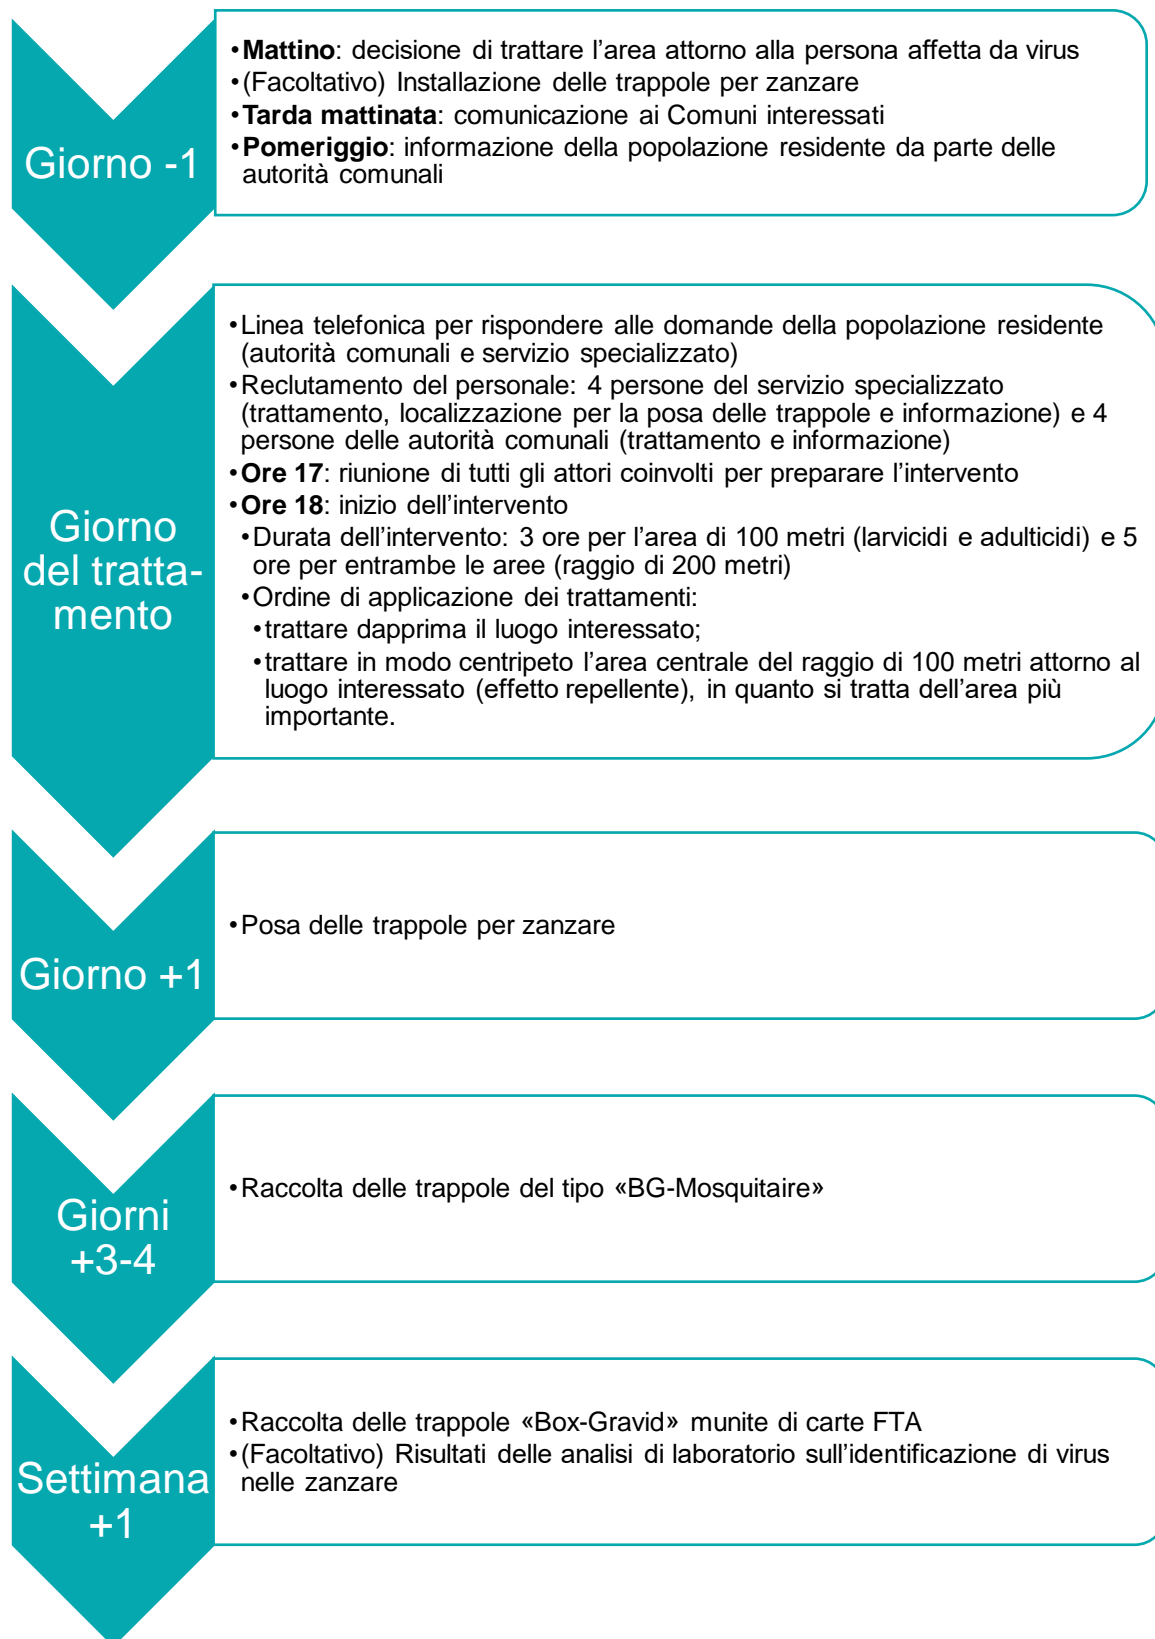 Giorno -1
•Mattino: decisione di trattare l’area attorno alla persona affetta da virus
•(Facoltativo) Installazione delle trappole per zanzare
•Tarda mattinata: comunicazione ai Comuni interessati
•Pomeriggio: informazione della popolazione residente da parte delle
autorità comunali
Giorno
del tratta-
mento
•Linea telefonica per rispondere alle domande della popolazione residente
(autorità comunali e servizio specializzato)
•Reclutamento del personale: 4 persone del servizio specializzato
(trattamento, localizzazione per la posa delle trappole e informazione) e 4
persone delle autorità comunali (trattamento e informazione)
•Ore 17: riunione di tutti gli attori coinvolti per preparare l’intervento
•Ore 18: inizio dell’intervento
•Durata dell’intervento: 3 ore per l’area di 100 metri (larvicidi e adulticidi) e 5
ore per entrambe le aree (raggio di 200 metri)
•Ordine di applicazione dei trattamenti:
•trattare dapprima il luogo interessato;
•trattare in modo centripeto l’area centrale del raggio di 100 metri attorno al
luogo interessato (effetto repellente), in quanto si tratta dell’area più
importante.
Giorno +1
•Posa delle trappole per zanzare
Giorni
+3-4
•Raccolta delle trappole del tipo «BG-Mosquitaire»
Settimana
+1
•Raccolta delle trappole «Box-Gravid» munite di carte FTA
•(Facoltativo) Risultati delle analisi di laboratorio sull’identificazione di virus
nelle zanzare